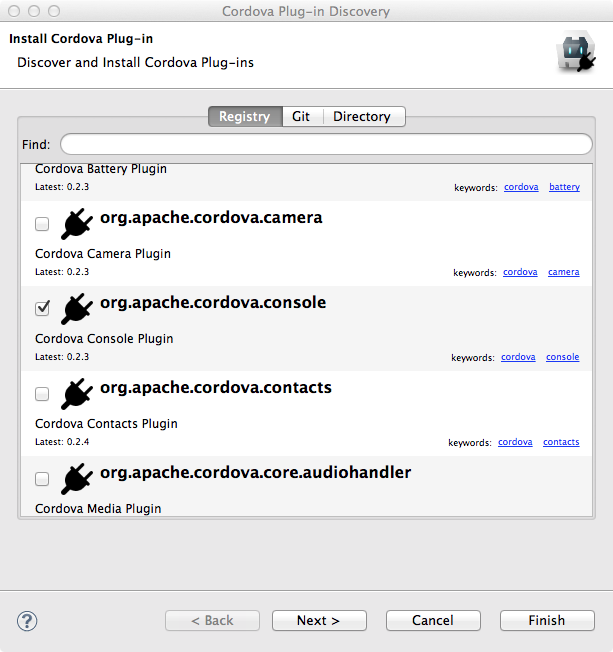 Cordova Plug-in Discovery
Install Cordova Plug-in
Discover and Install Cordova Plug-ins
Registry Git Directory
Find:
Cordova Battery Plugin
Latest: 0.2.3 keywords: cordova battery
org.apache.cordova.camera
Cordova Camera Plugin
Latest: 0.2.3 keywords: cordova camera
org.apache.cordova.console
Cordova Console Plugin
Latest: 0.2.3 keywords: cordova console
org.apache.cordova.contacts
Cordova Contacts Plugin
Latest: 0.2.4 keywords: cordova contacts
org.apache.cordova.core.audiohandler
Cordova Media Plugin
? < Back Next > Cancel Finish